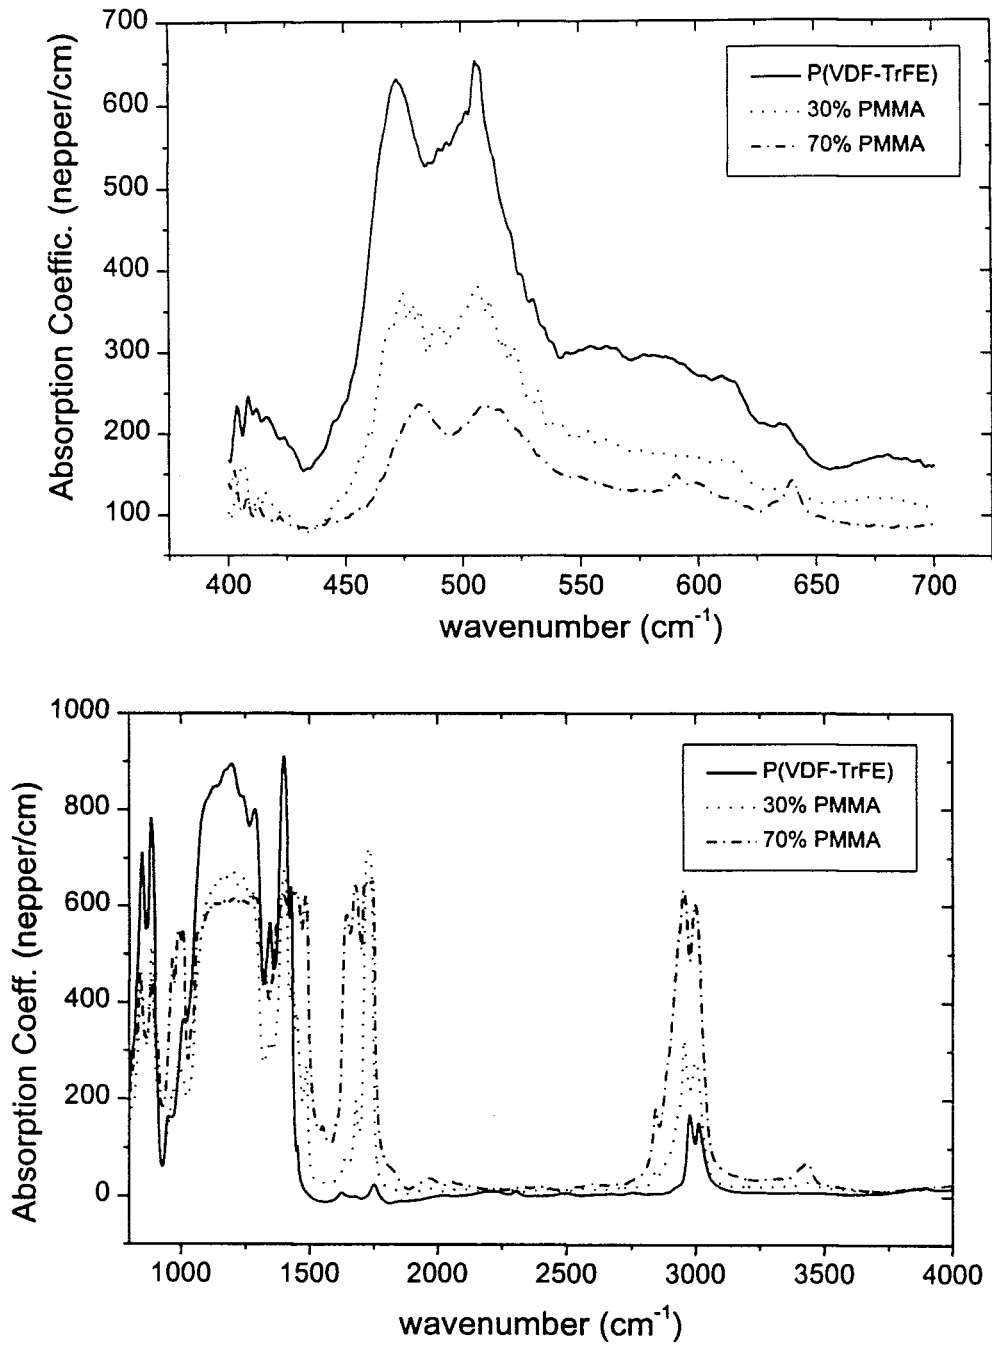 700
600
500
400
300
200
100
Absorption Coeffic. (nepper/cm)
P(VDF-TrFE)
30% PMMA
70% PMMA
400 450 500 550 600 650 700
wavenumber (cm⁻¹)
1000
800
600
400
200
0
Absorption Coeff. (nepper/cm)
P(VDF-TrFE)
30% PMMA
70% PMMA
1000 1500 2000 2500 3000 3500 4000
wavenumber (cm⁻¹)